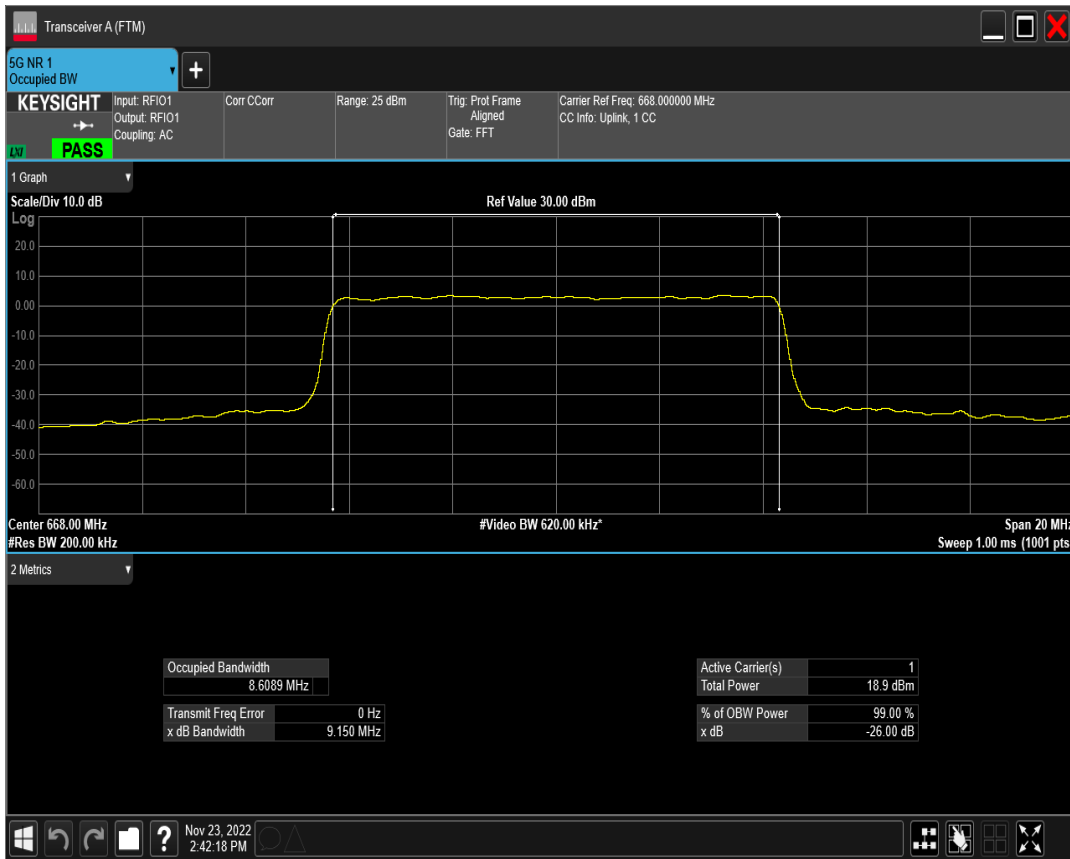 Transceiver A (FTM)
5G NR 1
Occupied BW
+
KEYSIGHT
LXI
PASS
Input: RFIO1
Output: RFIO1
Coupling: AC
Corr CCorr
Range: 25 dBm
Trig: Prot Frame
Aligned
Gate: FFT
Carrier Ref Freq: 668.000000 MHz
CC Info: Uplink, 1 CC
1 Graph
Scale/Div 10.0 dB
Ref Value 30.00 dBm
Log
20.0
10.0
0.00
-10.0
-20.0
-30.0
-40.0
-50.0
-60.0
Center 668.00 MHz
#Video BW 620.00 kHz*
Span 20 MHz
#Res BW 200.00 kHz
Sweep 1.00 ms (1001 pts
2 Metrics
Occupied Bandwidth
8.6089 MHz
Transmit Freq Error 0 Hz
x dB Bandwidth 9.150 MHz
Active Carrier(s) 1
Total Power 18.9 dBm
% of OBW Power 99.00 %
x dB -26.00 dB
?
Nov 23, 2022
2:42:18 PM